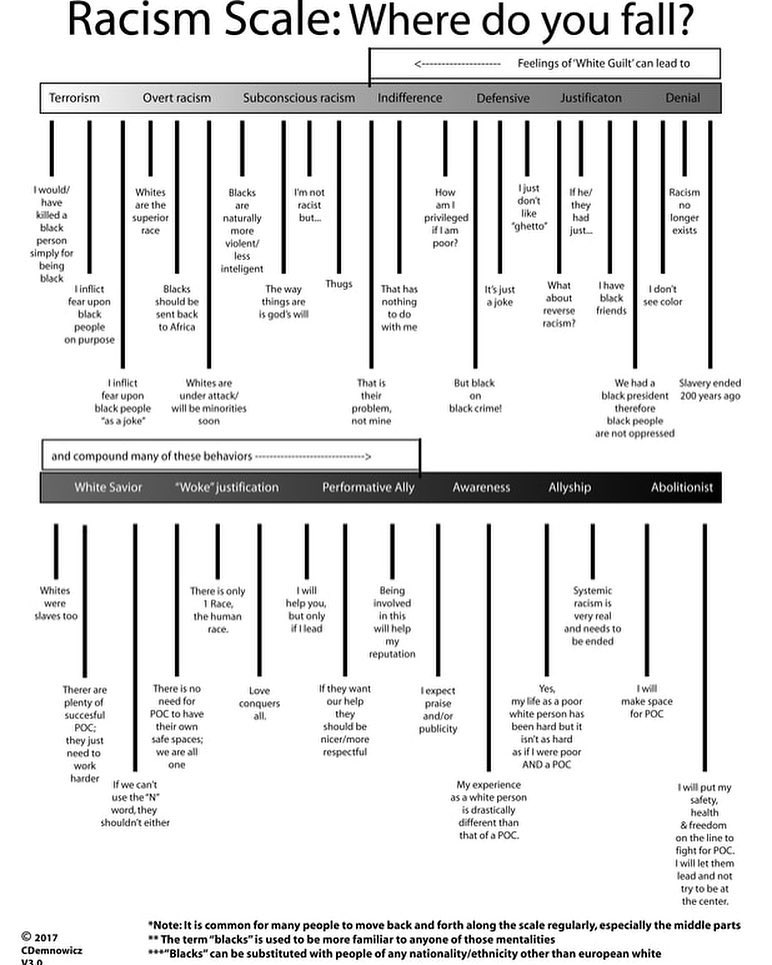 Racism Scale: Where do you fall?
<-------------------- Feelings of 'White Guilt' can lead to
Terrorism Overt racism Subconscious racism Indifference Defensive Justificaton Denial
I would/
have
killed a
black
person
simply for
being
black
I inflict
fear upon
black
people
on purpose
I inflict
fear upon
black people
"as a joke"
Whites
are the
superior
race
Blacks
should be
sent back
to Africa
Whites are
under attack/
will be minorities
soon
Blacks
are
naturally
more
violent/
less
inteligent
The way
things are
is god's will
I'm not
racist
but...
Thugs
That is
their
problem,
not mine
That has
nothing
to do
with me
How
am I
privileged
if I am
poor?
But black
on
black crime!
It's just
a joke
I just
don't
like
"ghetto"
What
about
reverse
racism?
If he/
they
had
just...
I have
black
friends
We had a
black president
therefore
black people
are not oppressed
I don't
see color
Racism
no
longer
exists
Slavery ended
200 years ago
and compound many of these behaviors ------------------------------>
White Savior "Woke" justification Performative Ally Awareness Allyship Abolitionist
Whites
were
slaves too
Therer are
plenty of
succesful
POC;
they just
need to
work
harder
If we can't
use the "N"
word, they
shouldn't either
There is no
need for
POC to have
their own
safe spaces;
we are all
one
There is only
1 Race,
the human
race.
Love
conquers
all.
I will
help you,
but only
if I lead
If they want
our help
they
should be
nicer/more
respectful
Being
involved
in this
will help
my
reputation
I expect
praise
and/or
publicity
My experience
as a white person
is drastically
different than
that of a POC.
Yes,
my life as a poor
white person has
been hard but it
isn't as hard
as if I were poor
AND a POC
Systemic
racism is
very real
and needs to
be ended
I will
make space
for POC
I will put my
safety,
health
& freedom
on the line to
fight for POC.
I will let them
lead and not
try to be at
the center.
*Note: It is common for many people to move back and forth along the scale regularly, especially the middle parts
** The term "blacks" is used to be more familiar to anyone of those mentalities
***"Blacks" can be substituted with people of any nationality/ethnicity other than european white
© 2017
CDemnowicz
V3.0